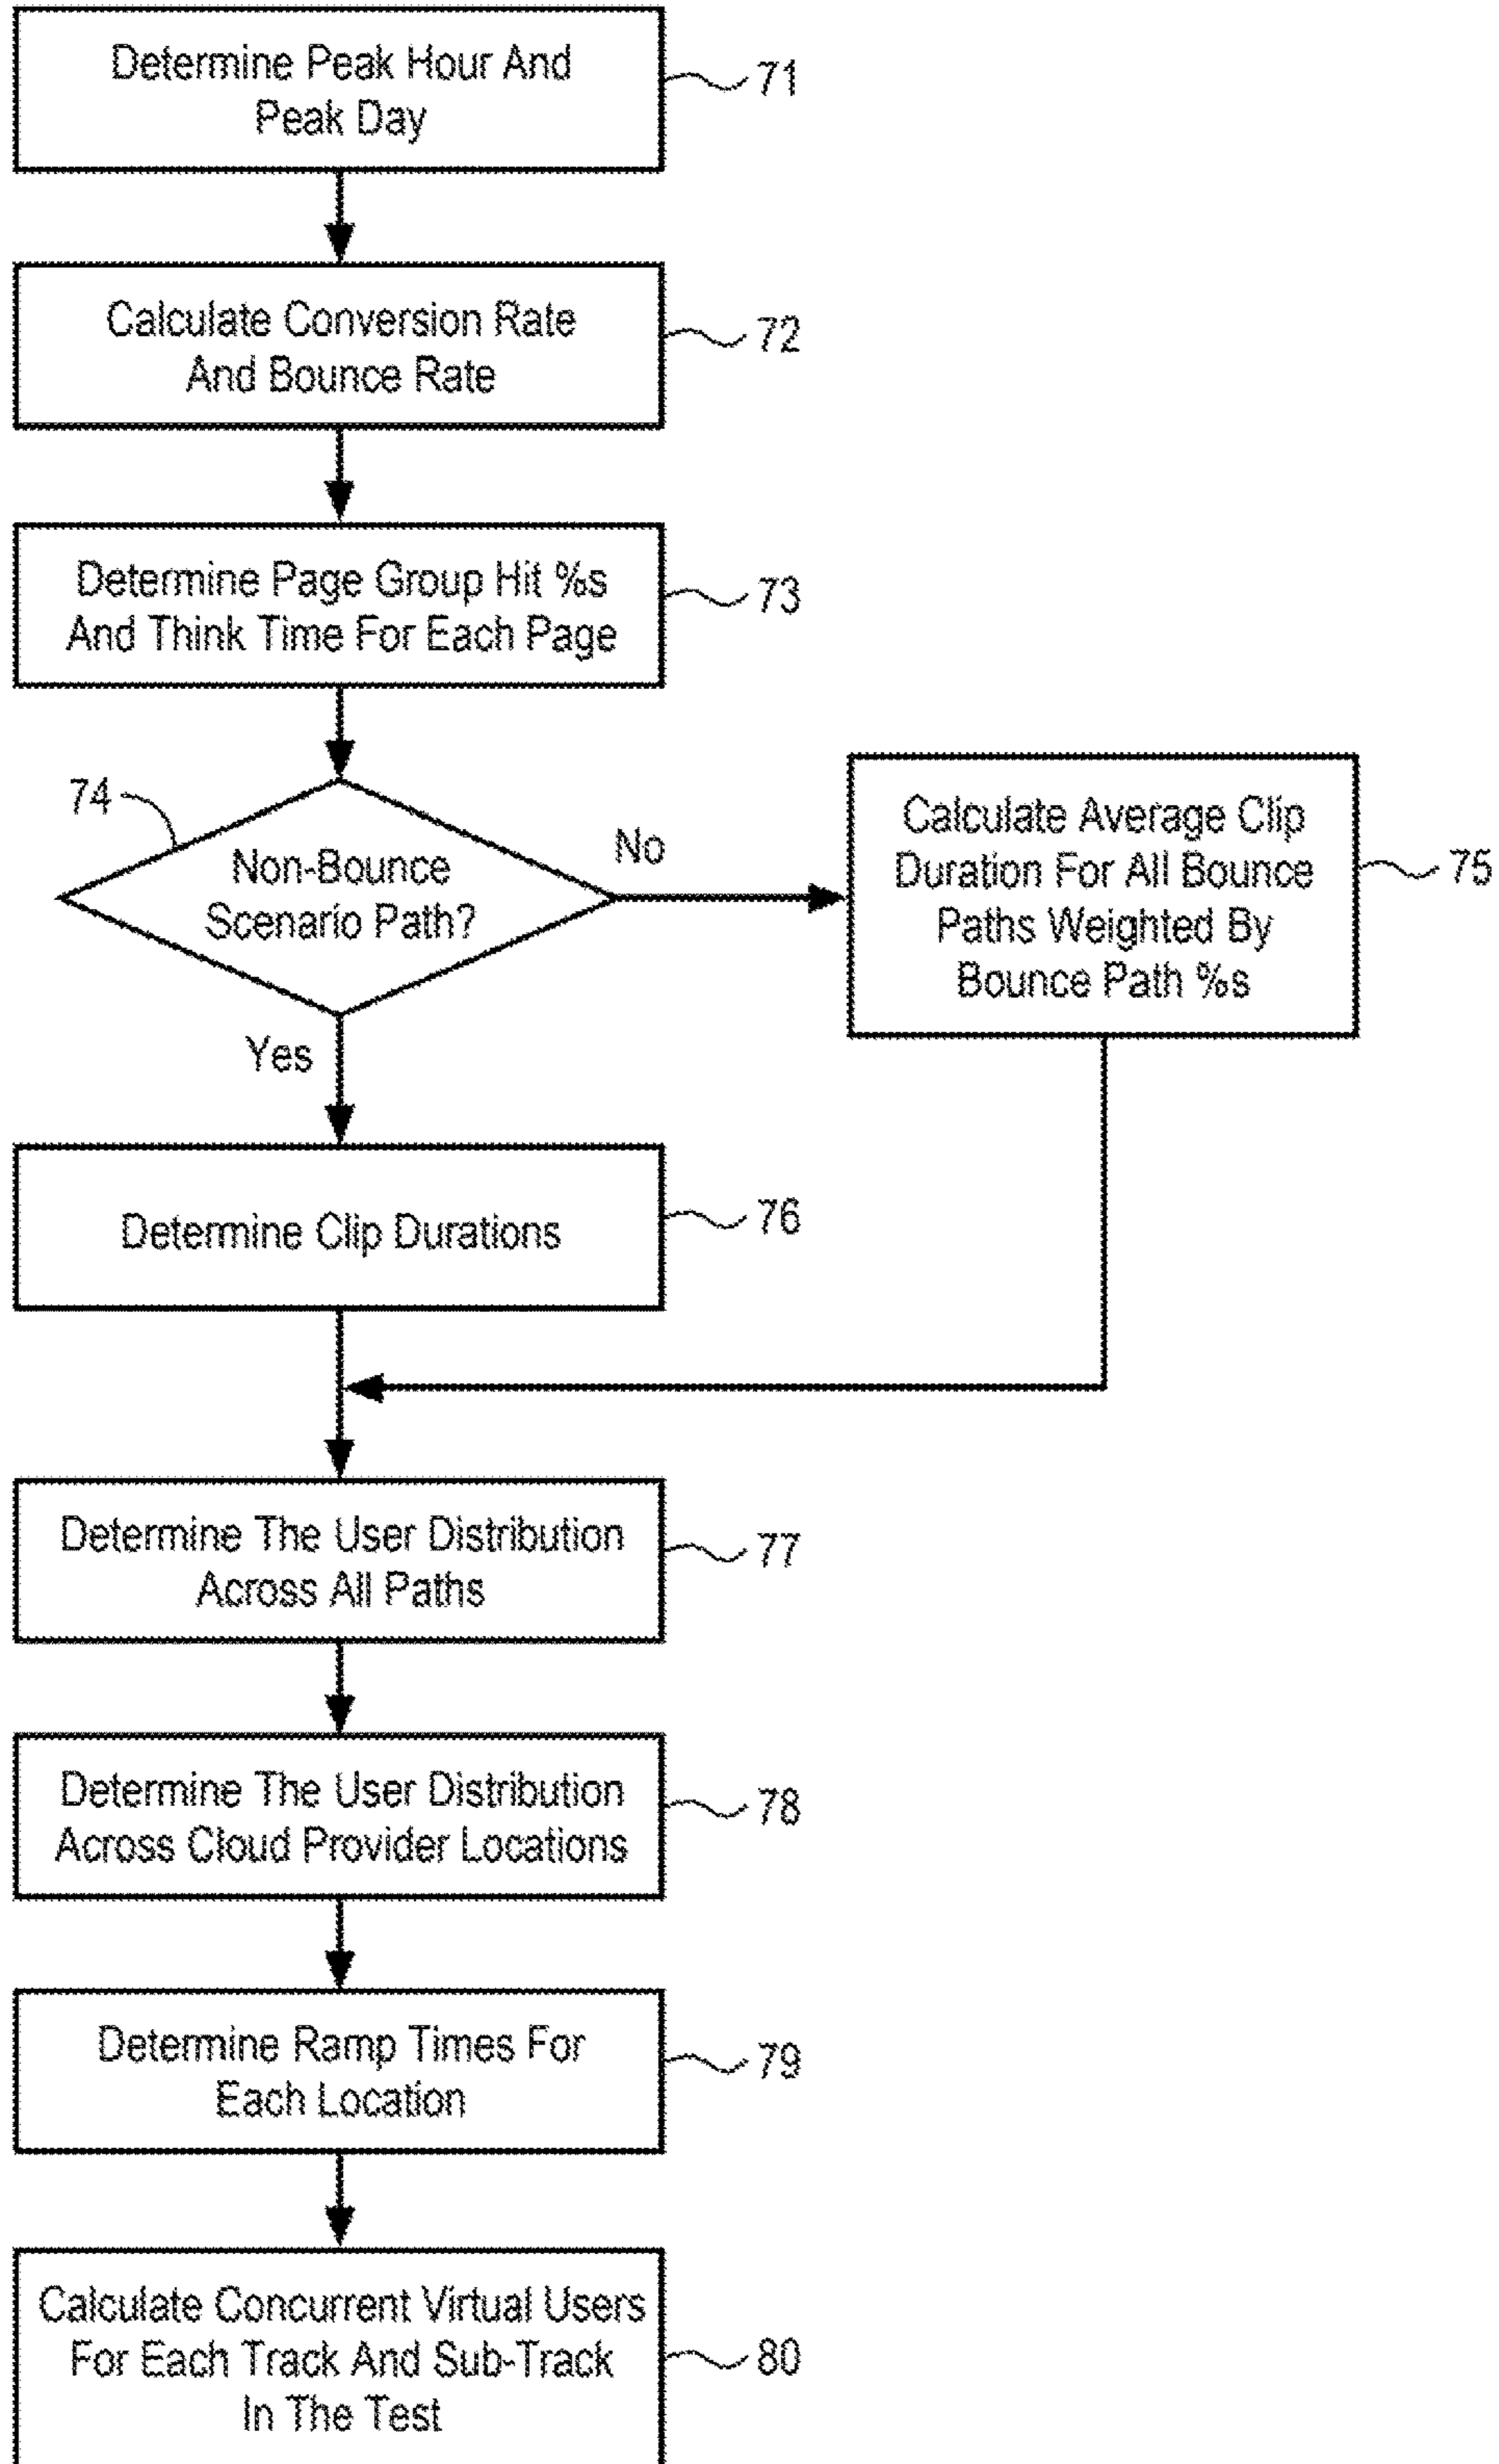 Determine Peak Hour And
Peak Day
71
Calculate Conversion Rate
And Bounce Rate
72
Determine Page Group Hit %s
And Think Time For Each Page
73
74
Non-Bounce
Scenario Path?
No
Yes
Calculate Average Clip
Duration For All Bounce
Paths Weighted By
Bounce Path %s
75
Determine Clip Durations
76
Determine The User Distribution
Across All Paths
77
Determine The User Distribution
Across Cloud Provider Locations
78
Determine Ramp Times For
Each Location
79
Calculate Concurrent Virtual Users
For Each Track And Sub-Track
In The Test
80